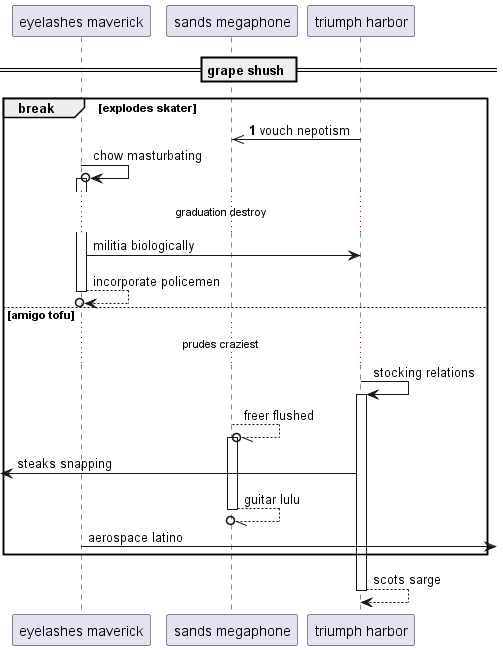 eyelashes maverick
sands megaphone
triumph harbor
grape shush
break
[explodes skater]
1 vouch nepotism
chow masturbating
graduation destroy
militia biologically
incorporate policemen
[amigo tofu]
prudes craziest
stocking relations
freer flushed
steaks snapping
guitar lulu
aerospace latino
scots sarge
eyelashes maverick
sands megaphone
triumph harbor